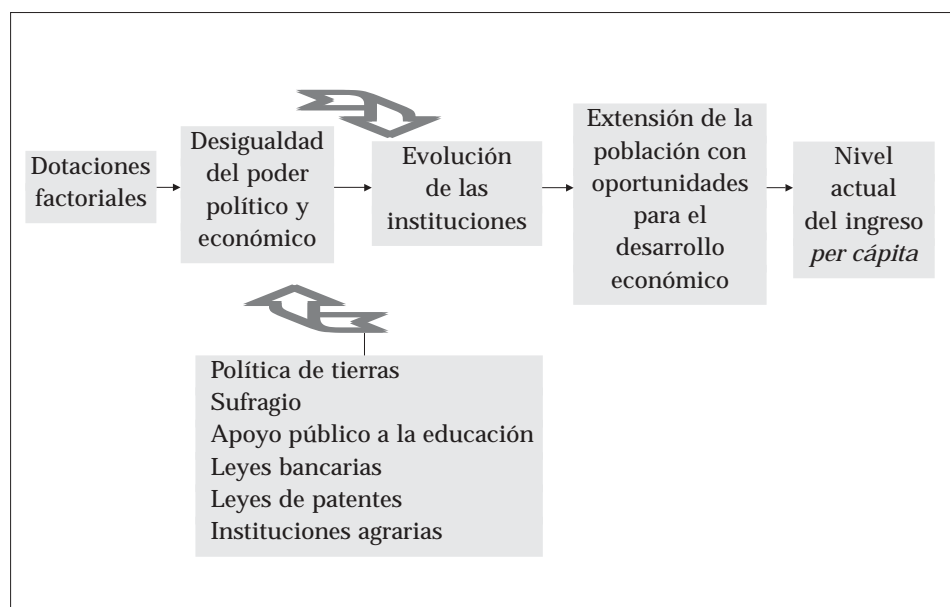 Dotaciones
factoriales
Desigualdad
del poder
político y
económico
Evolución
de las
instituciones
Extensión de la
población con
oportunidades
para el
desarrollo
económico
Nivel
actual
del ingreso
per cápita
Política de tierras
Sufragio
Apoyo público a la educación
Leyes bancarias
Leyes de patentes
Instituciones agrarias